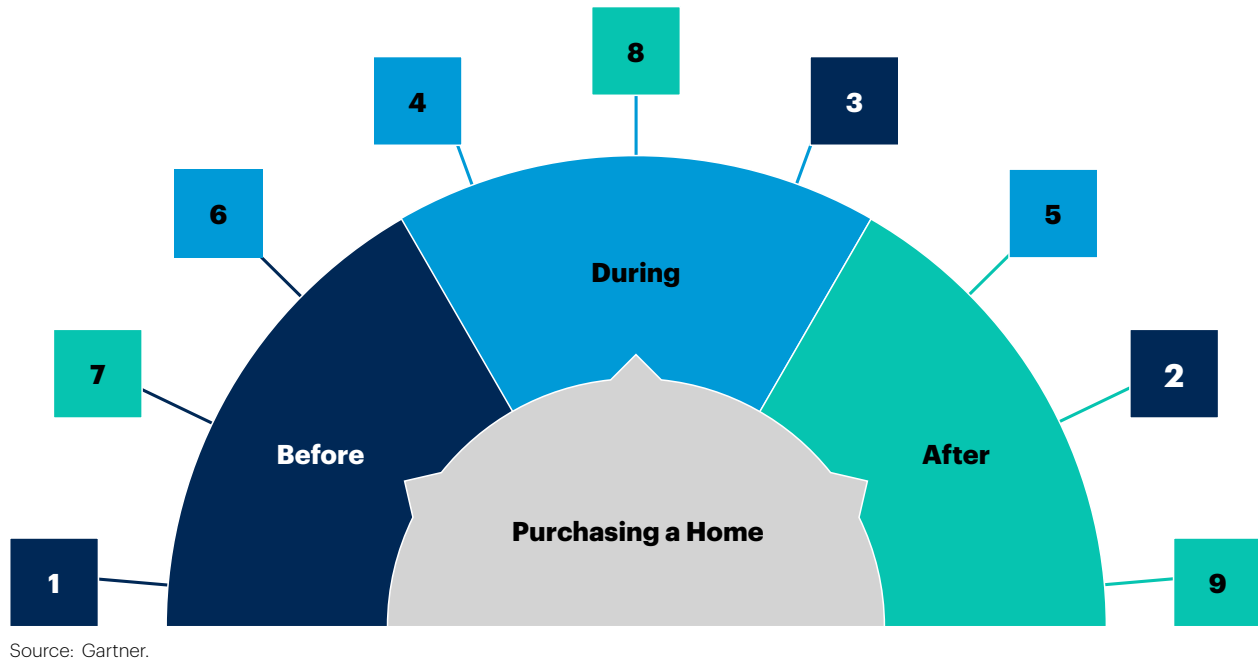 8
4
3
6
5
During
7
2
Before
After
Purchasing a Home
1
9
Source: Gartner.